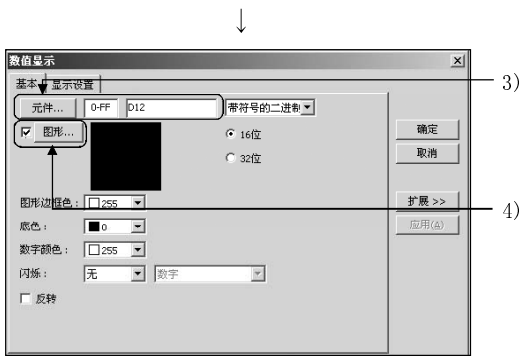 ↓
数值显示
基本 显示设置
3)
元件... 0-FF D12 带符号的二进制
图形... 16位 确定
32位 取消
图形边框色: 255 扩展 >>
4)
底色: 0 应用(A)
数字颜色: 255
闪烁: 无 数字
反转